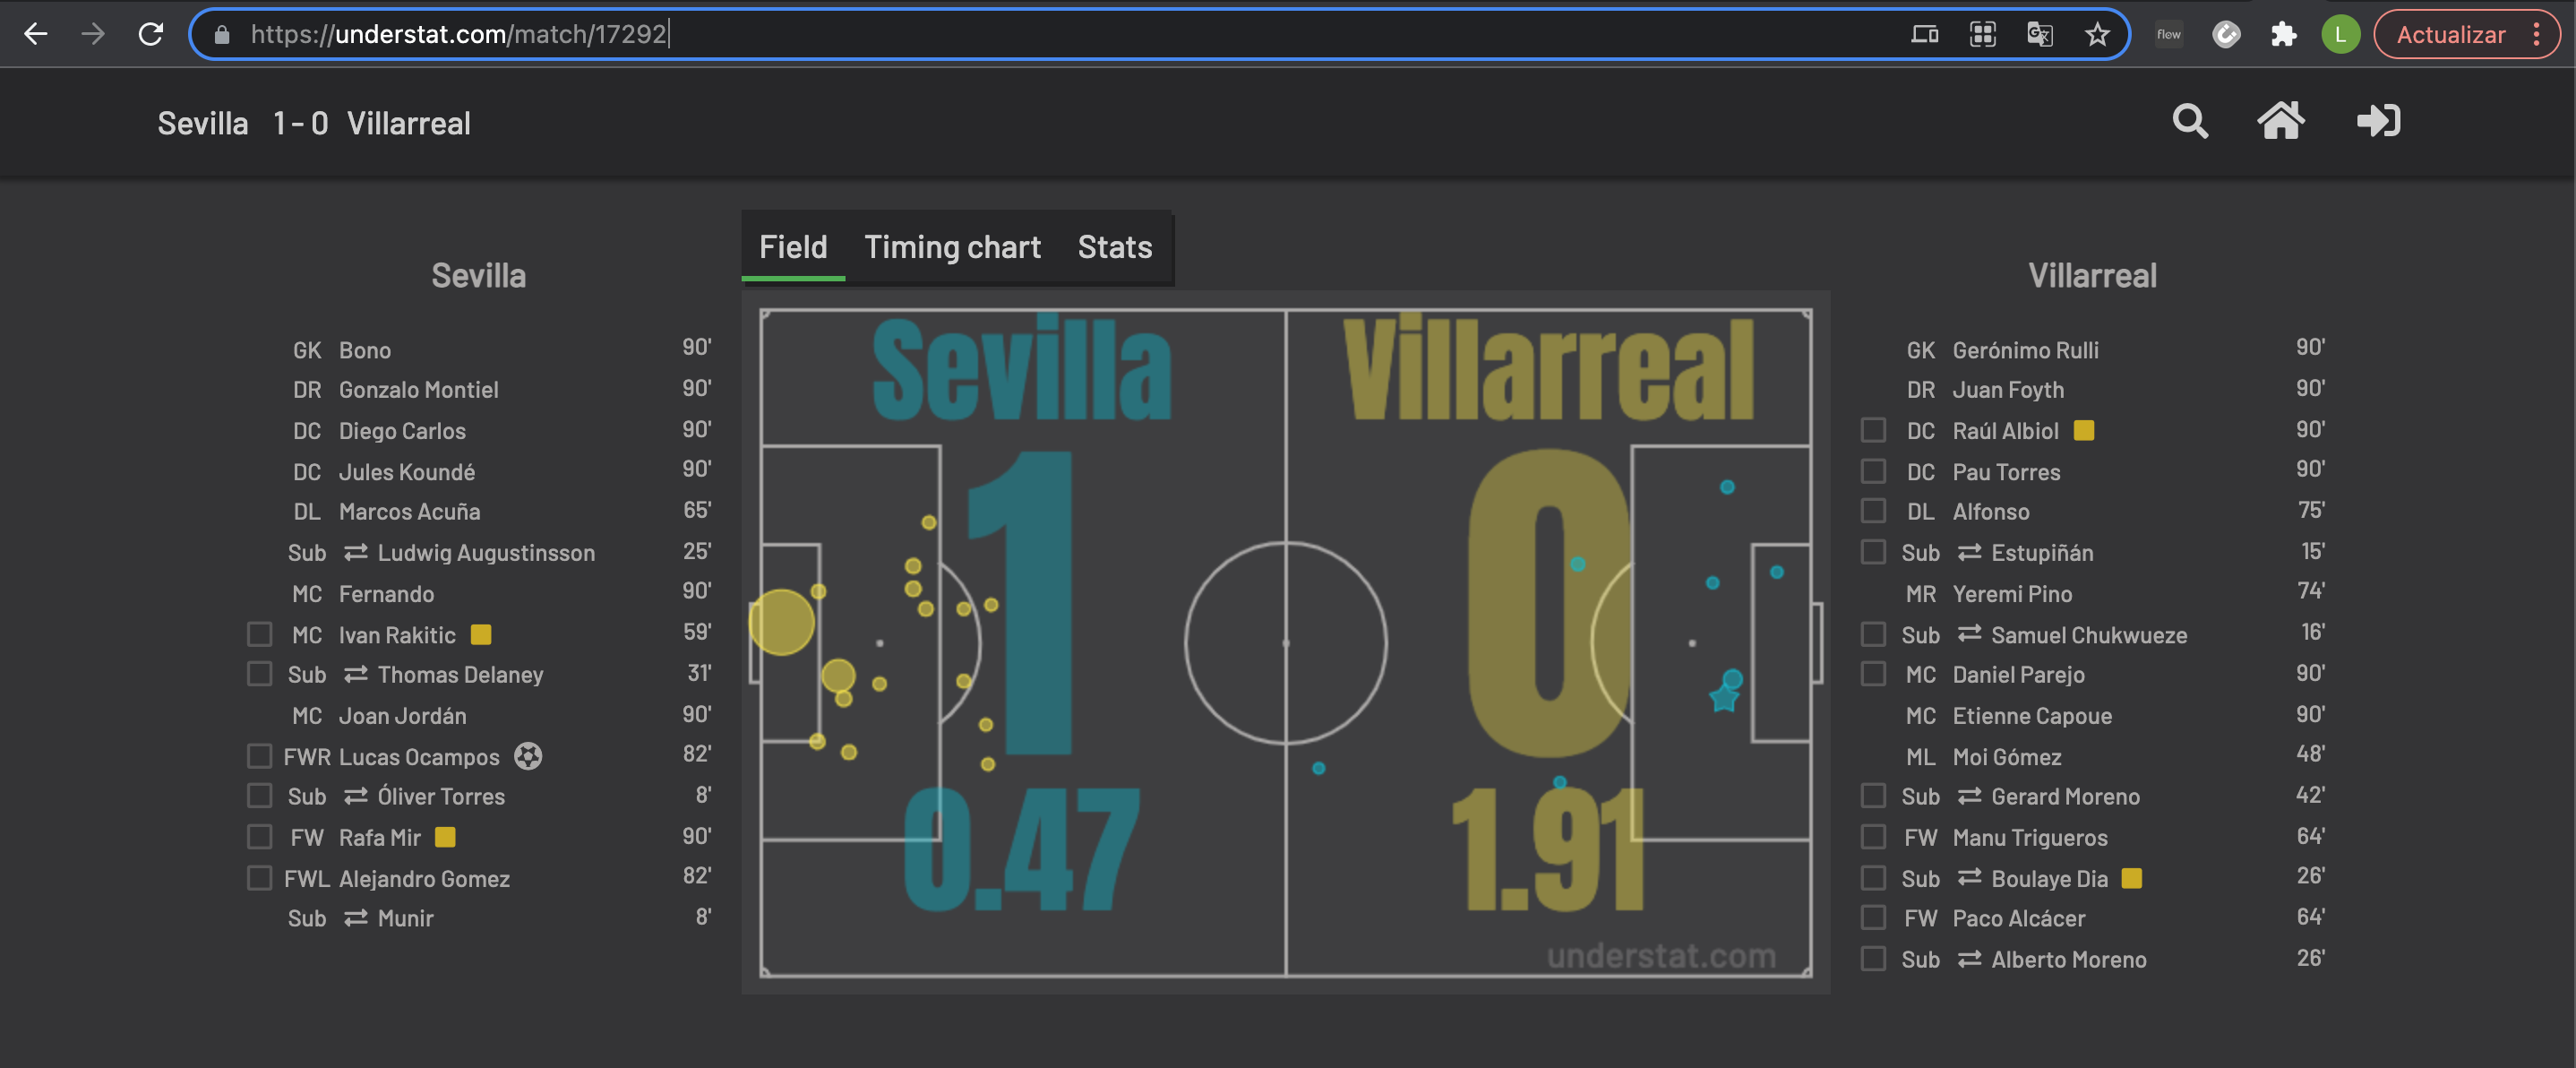 https://understat.com/match/17292
flew
L
Actualizar
Sevilla 1 - 0 Villarreal
Field Timing chart Stats
Sevilla
GK Bono 90'
DR Gonzalo Montiel 90'
DC Diego Carlos 90'
DC Jules Koundé 90'
DL Marcos Acuña 65'
Sub Ludwig Augustinsson 25'
MC Fernando 90'
MC Ivan Rakitic 59'
Sub Thomas Delaney 31'
MC Joan Jordán 90'
FWR Lucas Ocampos 82'
Sub Óliver Torres 8'
FW Rafa Mir 90'
FWL Alejandro Gomez 82'
Sub Munir 8'
Sevilla Villarreal
1 0
0.47 1.91
understat.com
Villarreal
GK Gerónimo Rulli 90'
DR Juan Foyth 90'
DC Raúl Albiol 90'
DC Pau Torres 90'
DL Alfonso 75'
Sub Estupiñán 15'
MR Yeremi Pino 74'
Sub Samuel Chukwueze 16'
MC Daniel Parejo 90'
MC Etienne Capoue 90'
ML Moi Gómez 48'
Sub Gerard Moreno 42'
FW Manu Trigueros 64'
Sub Boulaye Dia 26'
FW Paco Alcácer 64'
Sub Alberto Moreno 26'